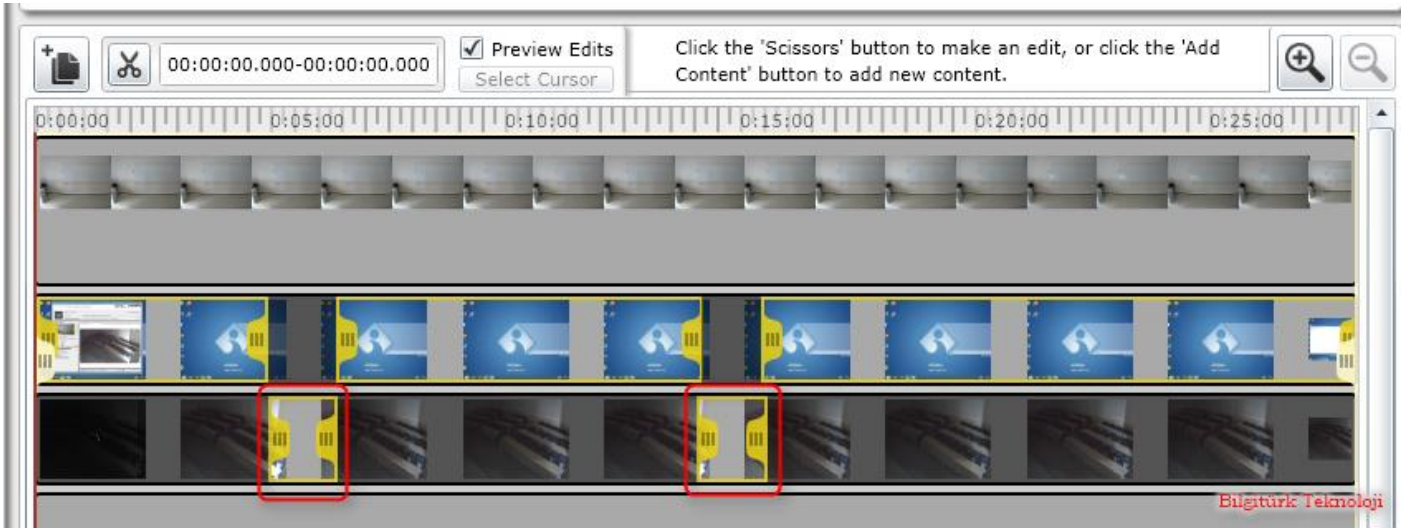 00:00:00.000-00:00:00.000
Preview Edits
Select Cursor
Click the 'Scissors' button to make an edit, or click the 'Add
Content' button to add new content.
0:00:00 0:05:00 0:10:00 0:15:00 0:20:00 0:25:00
Bilgitürk Teknoloji